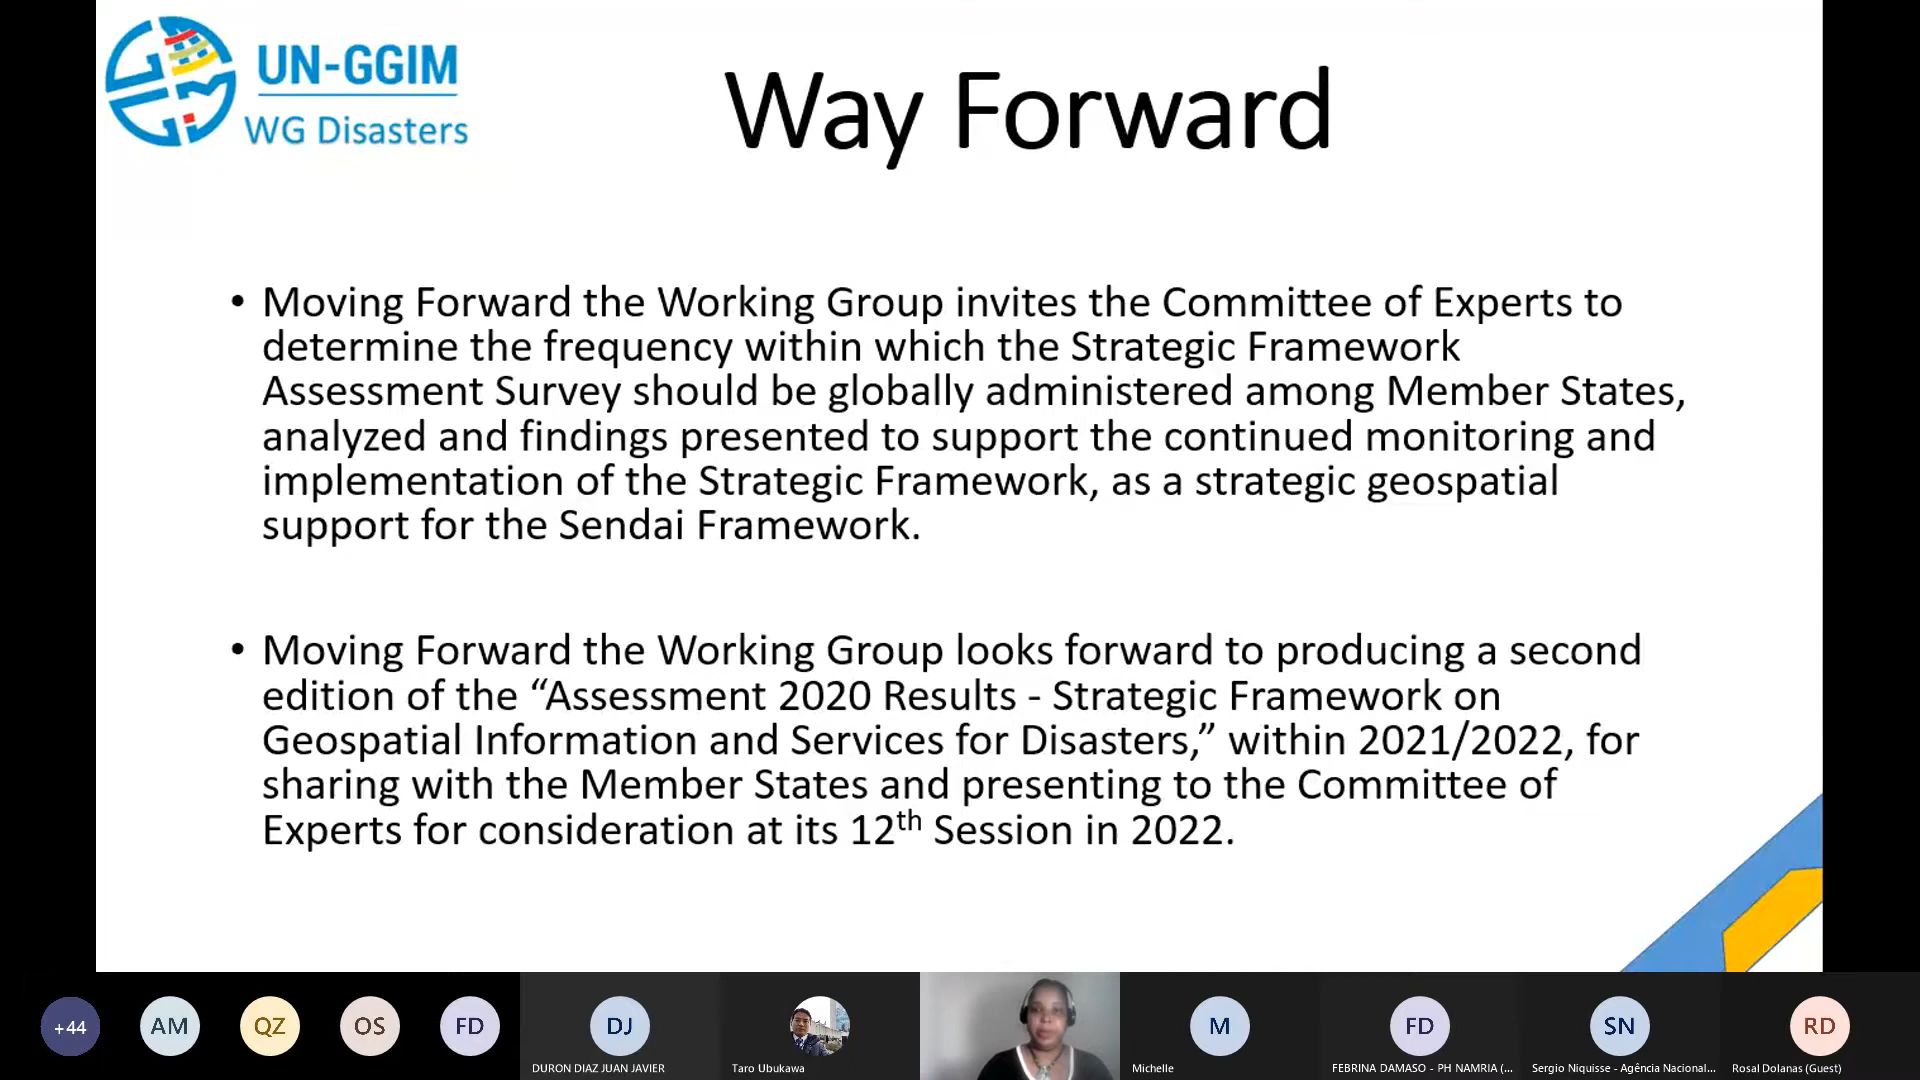 UN-GGIM
WG Disasters
Way Forward
• Moving Forward the Working Group invites the Committee of Experts to
determine the frequency within which the Strategic Framework
Assessment Survey should be globally administered among Member States,
analyzed and findings presented to support the continued monitoring and
implementation of the Strategic Framework, as a strategic geospatial
support for the Sendai Framework.
• Moving Forward the Working Group looks forward to producing a second
edition of the “Assessment 2020 Results - Strategic Framework on
Geospatial Information and Services for Disasters,” within 2021/2022, for
sharing with the Member States and presenting to the Committee of
Experts for consideration at its 12th Session in 2022.
+44
AM
QZ
OS
FD
DJ
DURON DIAZ JUAN JAVIER
Taro Ubukawa
M
Michelle
FD
FEBRINA DAMASO - PH NAMRIA (...
SN
Sergio Niquisse - Agência Nacional...
RD
Rosal Dolanas (Guest)